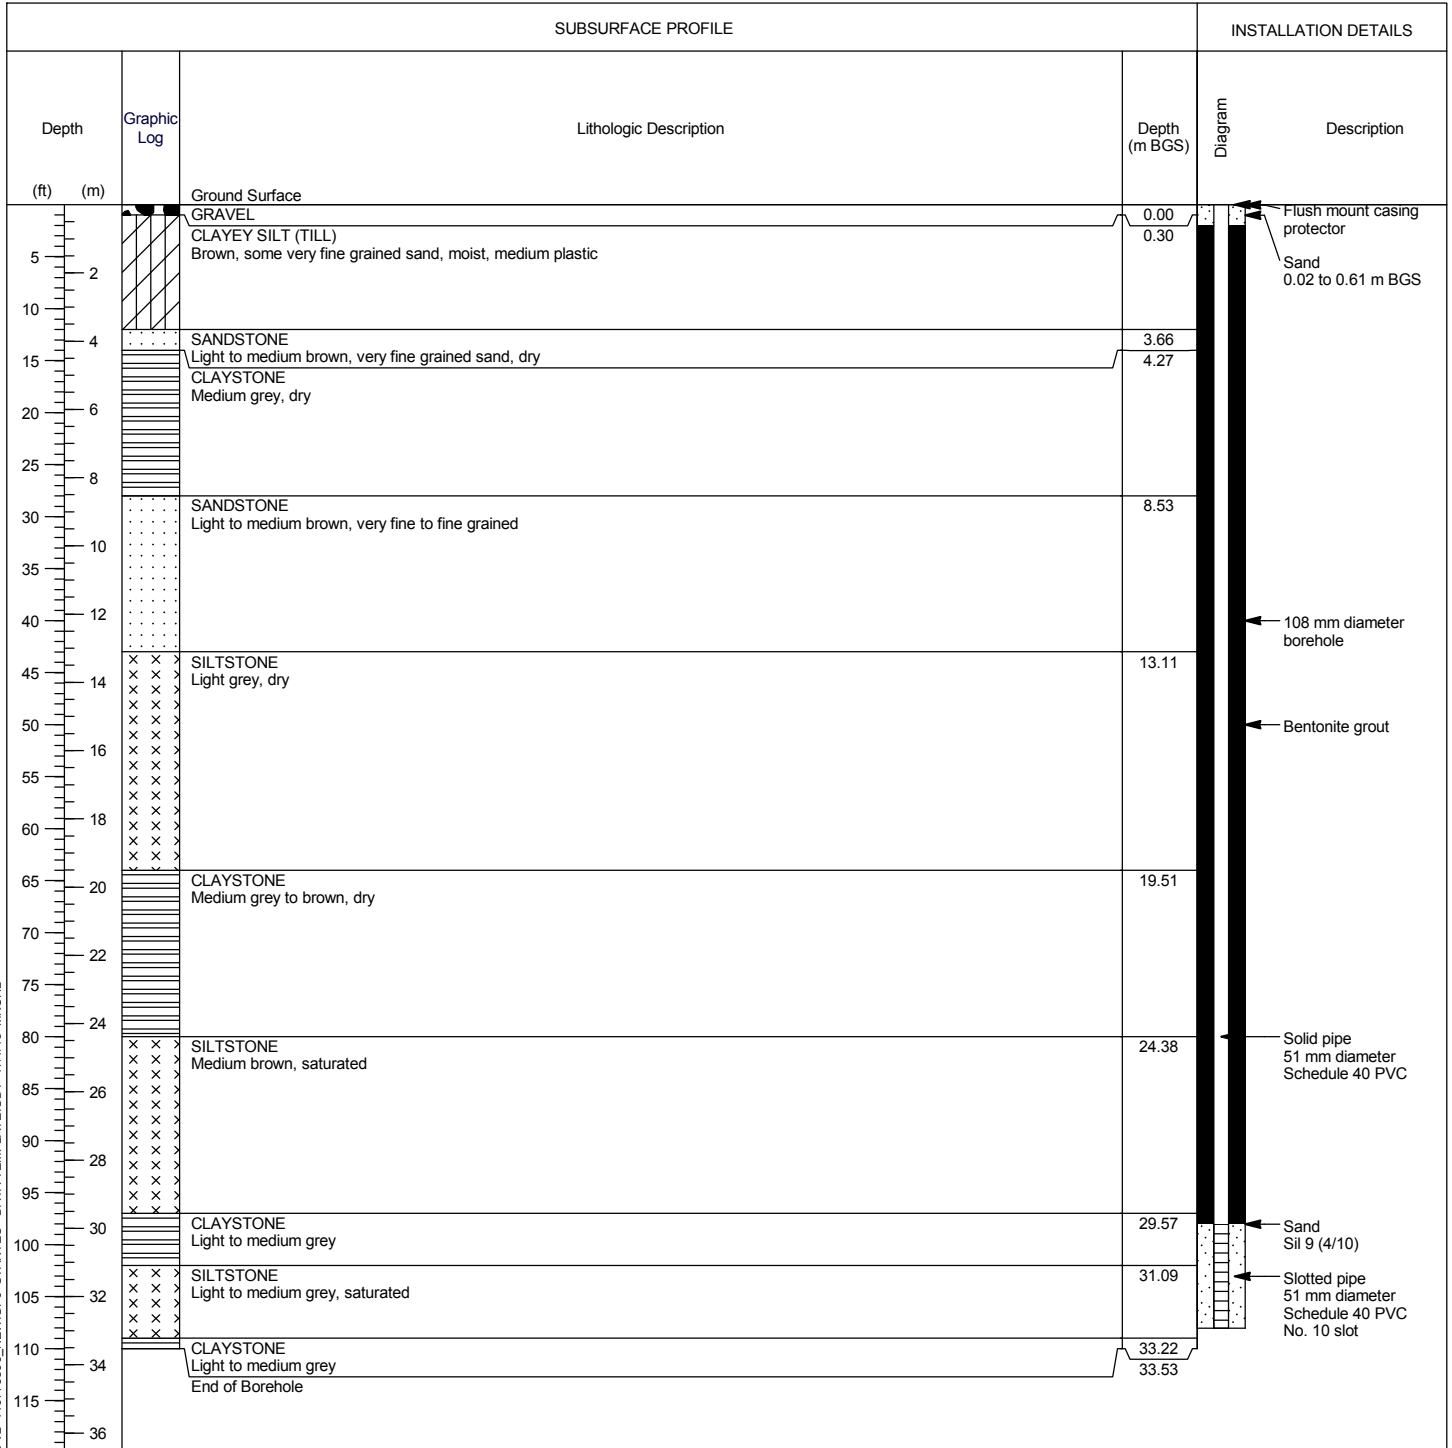 SUBSURFACE PROFILE
INSTALLATION DETAILS
Depth
Graphic
Log
Lithologic Description
Depth
(m BGS)
Diagram
Description
(ft)
(m)
Ground Surface
GRAVEL
0.00
Flush mount casing
protector
CLAYEY SILT (TILL)
0.30
Brown, some very fine grained sand, moist, medium plastic
5
2
Sand
0.02 to 0.61 m BGS
10
SANDSTONE
3.66
4
Light to medium brown, very fine grained sand, dry
4.27
15
CLAYSTONE
Medium grey, dry
20
6
25
8
SANDSTONE
8.53
30
Light to medium brown, very fine to fine grained
10
35
12
40
108 mm diameter
borehole
SILTSTONE
13.11
45
Light grey, dry
14
50
Bentonite grout
16
55
18
60
65
CLAYSTONE
19.51
20
Medium grey to brown, dry
70
22
75
24
80
SILTSTONE
24.38
Medium brown, saturated
Solid pipe
51 mm diameter
Schedule 40 PVC
85
26
90
28
95
CLAYSTONE
29.57
30
Light to medium grey
Sand
Sil 9 (4/10)
100
SILTSTONE
31.09
Light to medium grey, saturated
105
32
Slotted pipe
51 mm diameter
Schedule 40 PVC
No. 10 slot
110
CLAYSTONE
33.22
34
Light to medium grey
33.53
End of Borehole
115
36